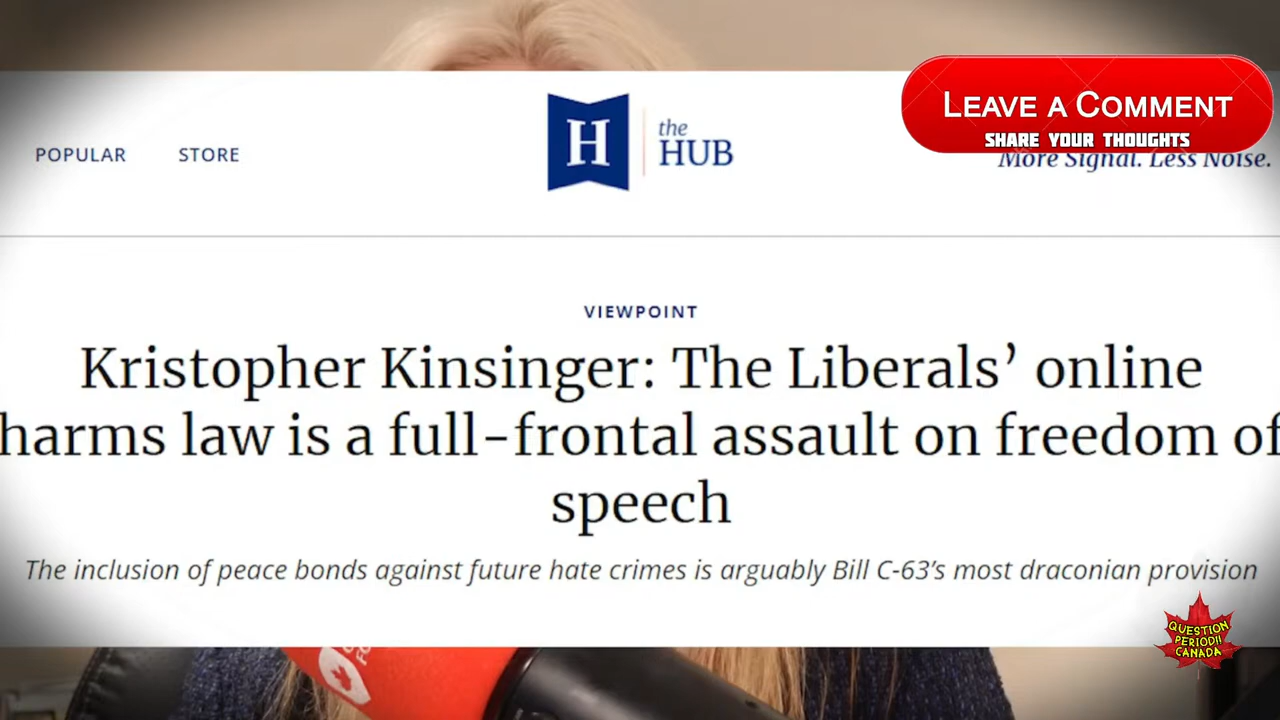 LEAVE A COMMENT
SHARE YOUR THOUGHTS
POPULAR
STORE
H
the
HUB
More Signal. Less Noise.
VIEWPOINT
Kristopher Kinsinger: The Liberals’ online
harms law is a full-frontal assault on freedom of
speech
The inclusion of peace bonds against future hate crimes is arguably Bill C-63’s most draconian provision
QUESTION
PERIOD!!
CANADA